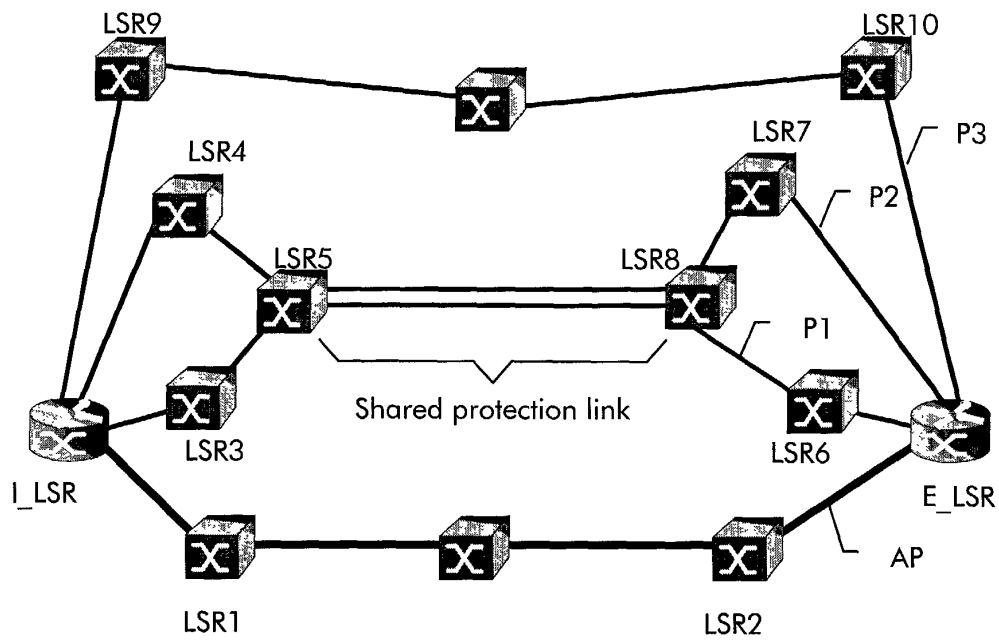 LSR9
LSR10
LSR7
P3
LSR4
P2
LSR5
LSR8
P1
Shared protection link
LSR3
LSR6
I_LSR
E_LSR
AP
LSR1
LSR2